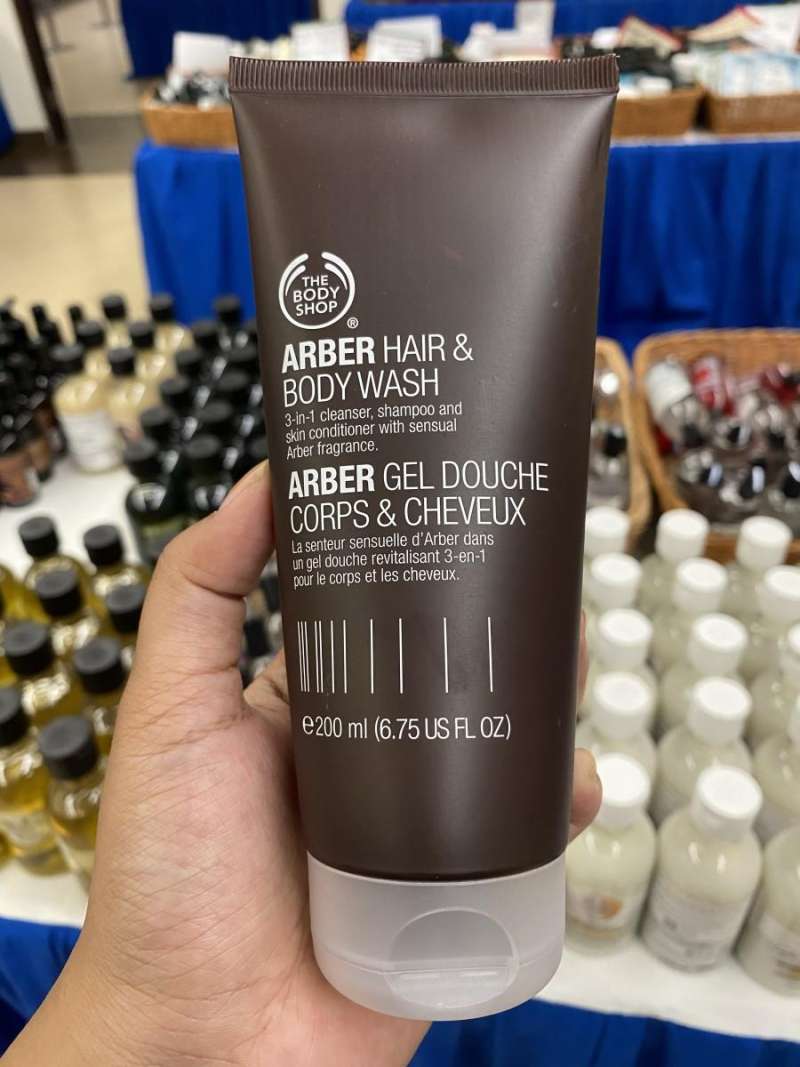 THE
BODY
SHOP
®
ARBER HAIR &
BODY WASH
3-in-1 cleanser, shampoo and
skin conditioner with sensual
Arber fragrance.
ARBER GEL DOUCHE
CORPS & CHEVEUX
La senteur sensuelle d'Arber dans
un gel douche revitalisant 3-en-1
pour le corps et les cheveux.
e200 ml (6.75 US FL OZ)